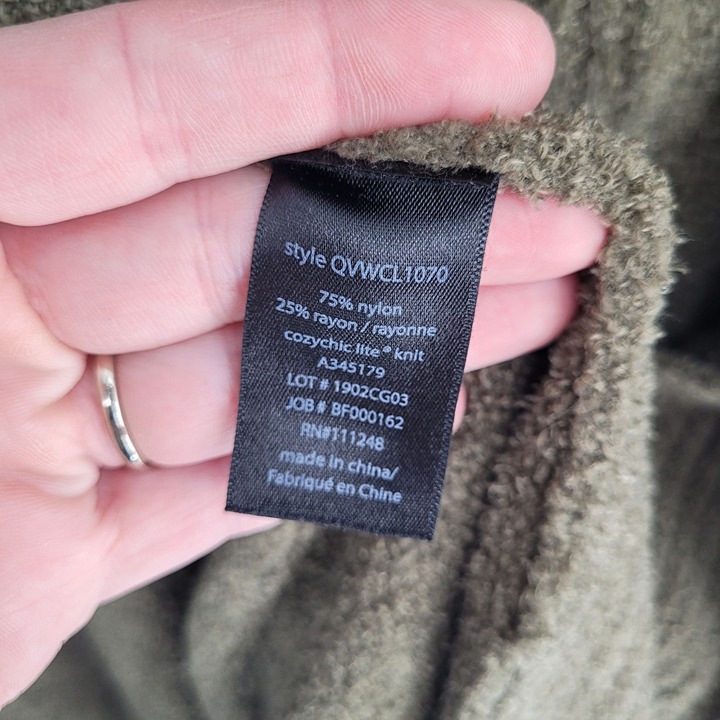 style QVWCL1070
75% nylon
25% rayon / rayonne
cozychic lite® knit
A345179
LOT # 1902CG03
JOB # BF000162
RN#111248
made in china/
Fabriqué en Chine